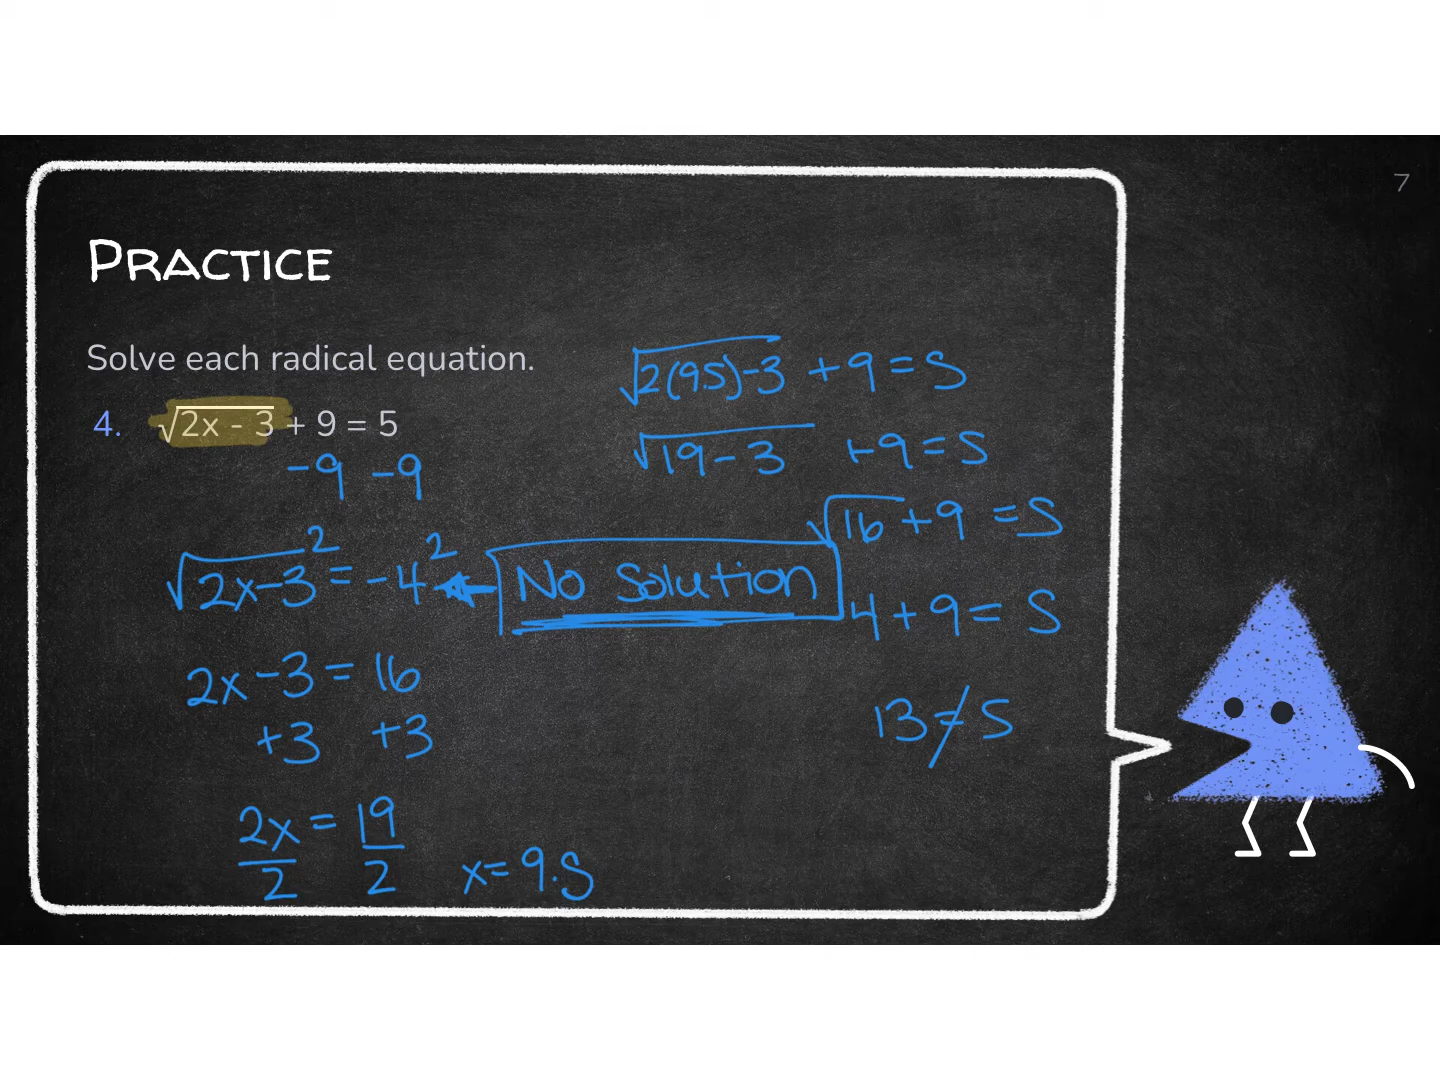 7
PRACTICE
Solve each radical equation.
4. √2x - 3 + 9 = 5
-9 -9
√2x-3² = -4²
2x-3 = 16
+3 +3
2x = 19
2 2
x = 9.5
No Solution
√2(9.5)-3 + 9 = 5
√19-3 +9 = 5
√16 + 9 = 5
4 + 9 = 5
13 ≠ 5